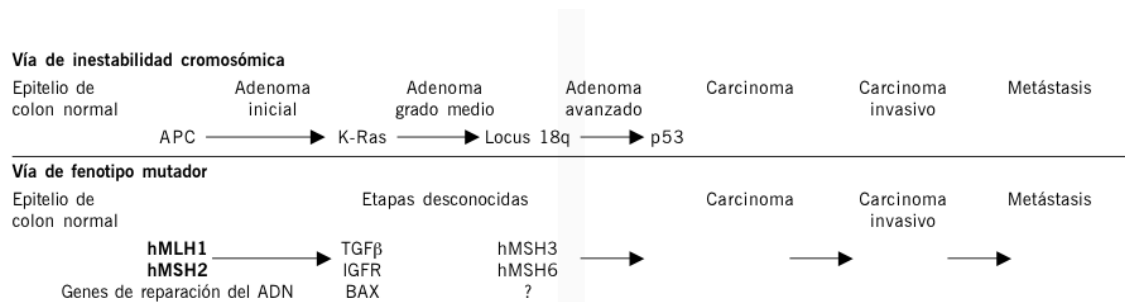 Vía de inestabilidad cromosómica
Epitelio de Adenoma Adenoma Adenoma Carcinoma Carcinoma Metástasis
colon normal inicial grado medio avanzado invasivo
APC K-Ras Locus 18q p53
Vía de fenotipo mutador
Epitelio de Etapas desconocidas Carcinoma Carcinoma Metástasis
colon normal invasivo
hMLH1 TGFβ hMSH3
hMSH2 IGFR hMSH6
Genes de reparación del ADN BAX ?